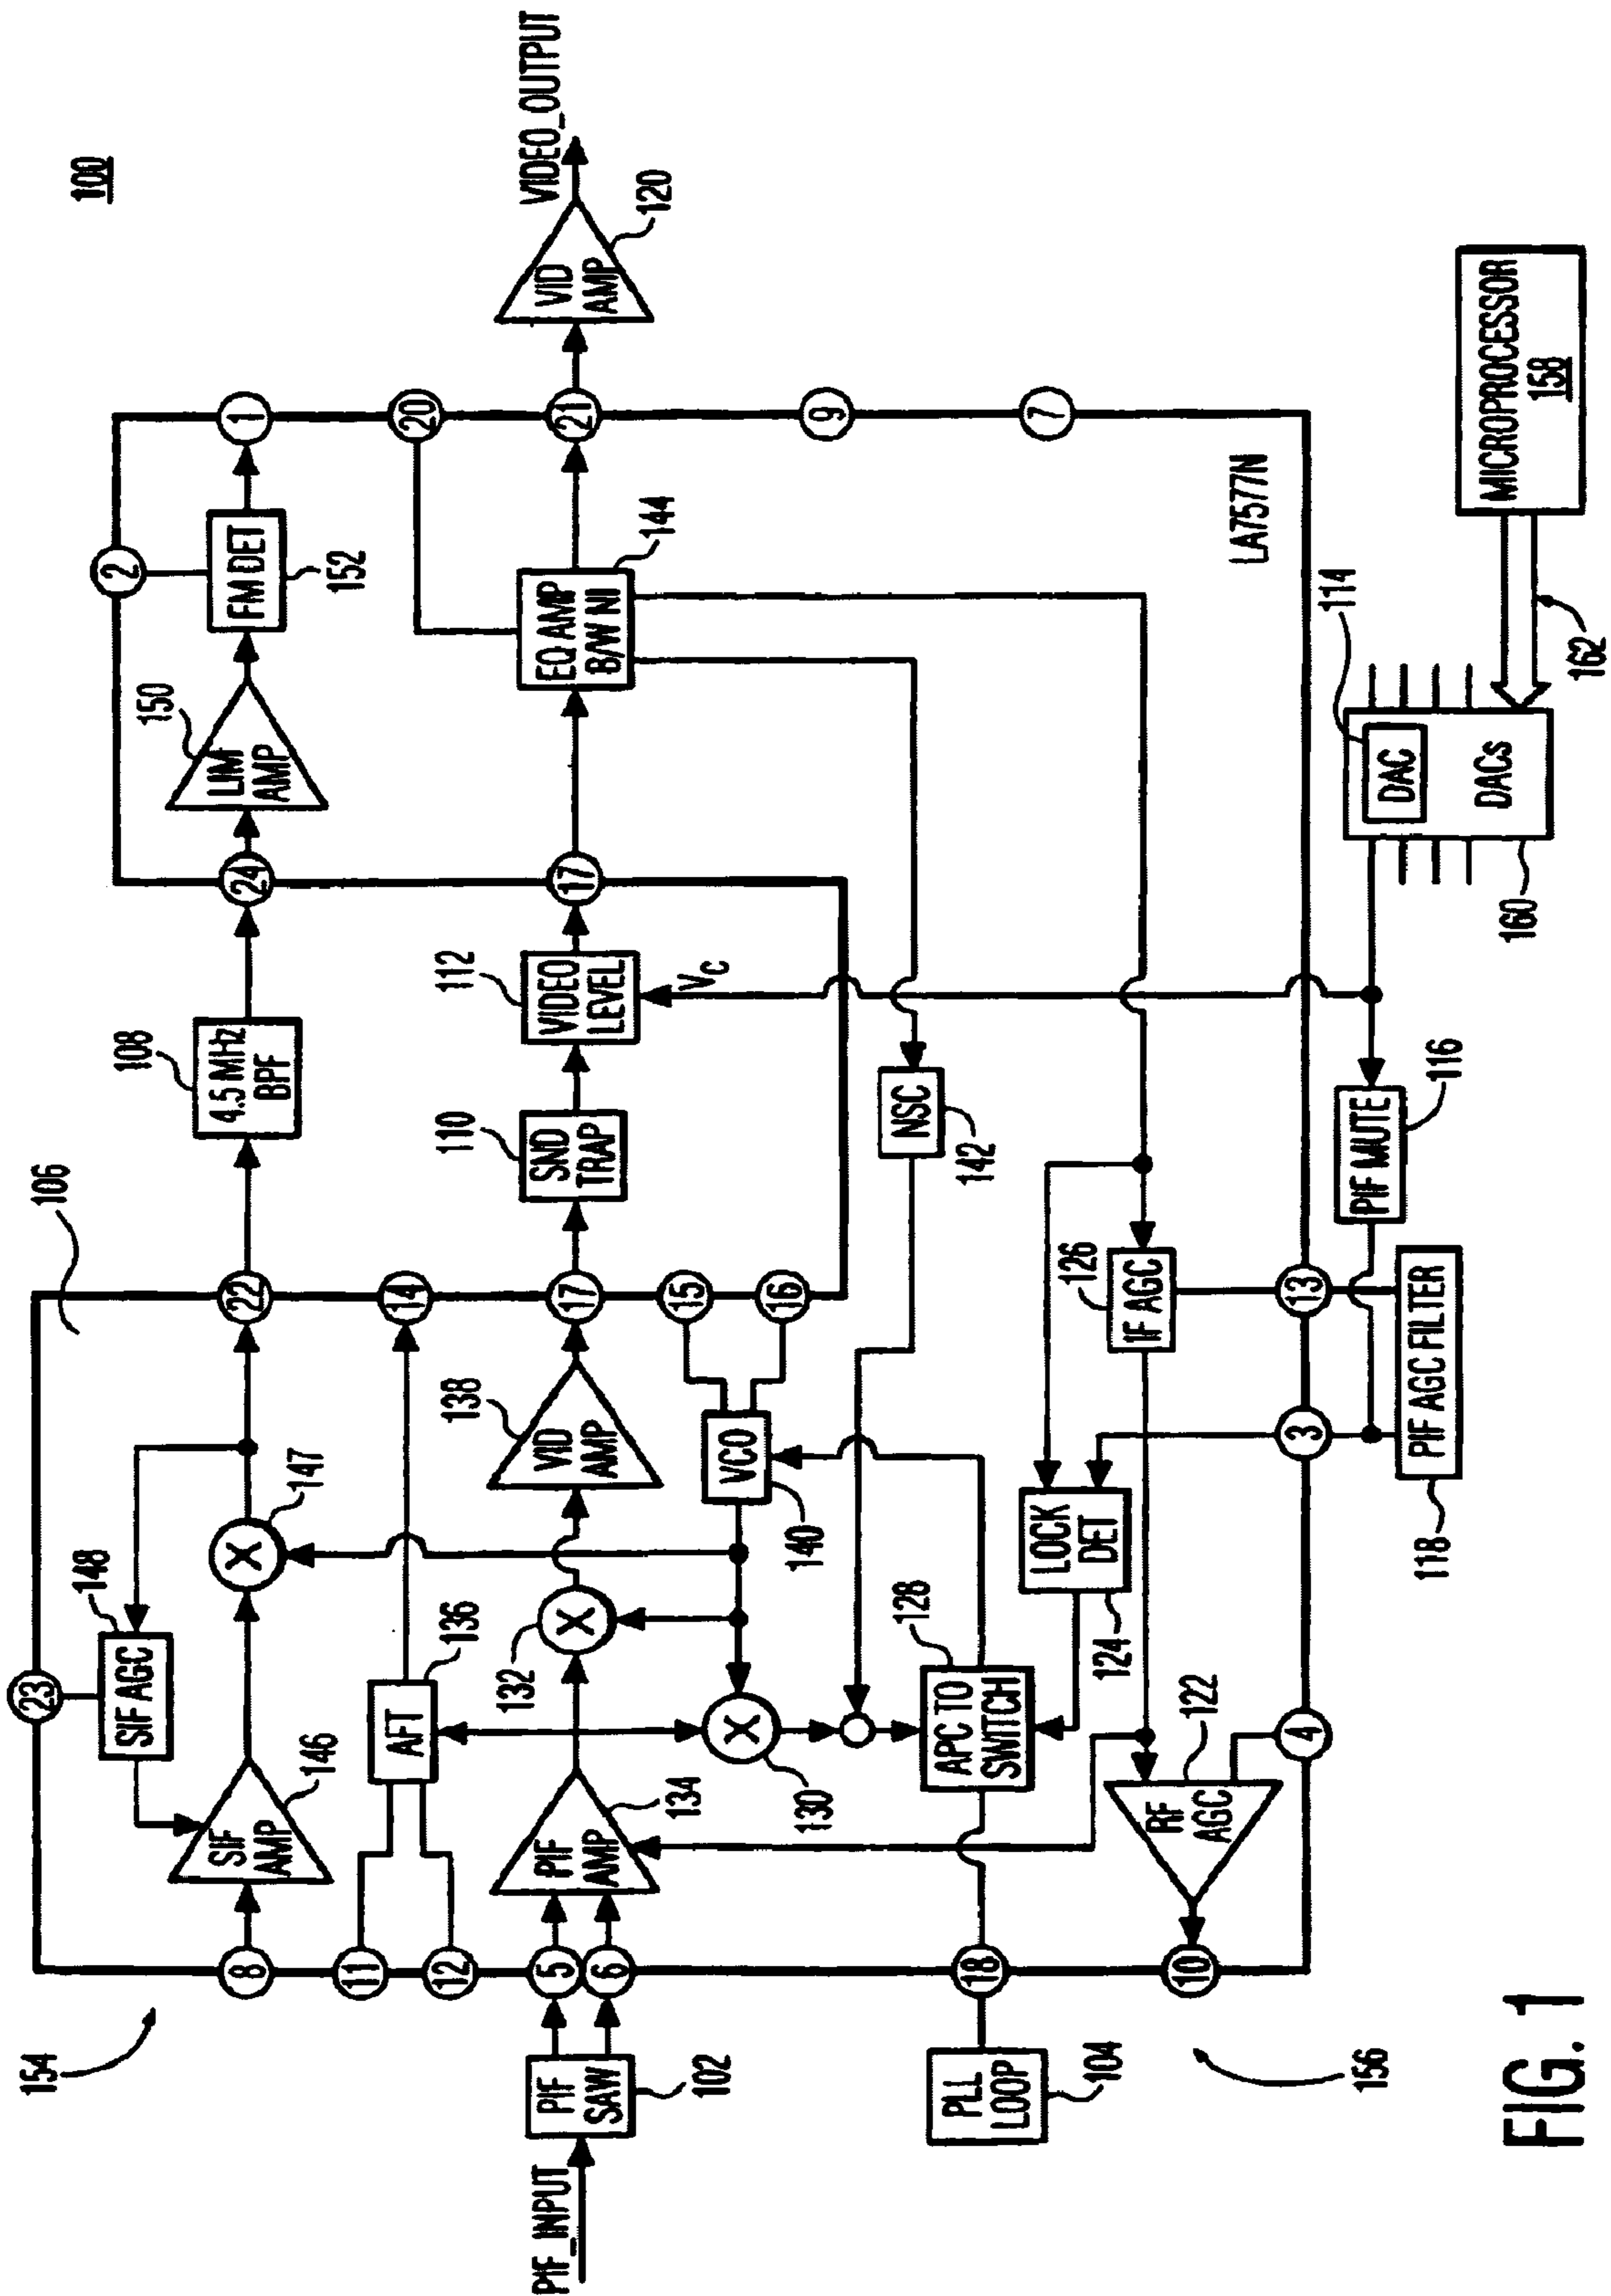 100
106
154
23
148
SIF AGC
8
SIF
AMP
146
X
147
22
108
4.5 MHz
BPF
24
150
LIM
AMP
2
FM DET
152
1
11
12
AFT
136
14
20
PIF_INPUT
PIF
SAW
102
5
6
PIF
AMP
134
132
X
138
VID
AMP
17
110
SND
TRAP
112
VIDEO
LEVEL
VC
17
EQ AMP
B/W NI
144
21
VID
AMP
120
VIDEO_OUTPUT
X
130
VCO
140
15
16
NSC
142
9
7
PLL
LOOP
104
18
APC TO
SWITCH
128
LOCK
DET
124
1F AGC
126
LA7577N
156
10
RF
AGC
122
4
3
13
PIF AGC FILTER
118
PIF MUTE
116
160
DAC
DACs
114
162
MICROPROCESSOR
158
FIG. 1